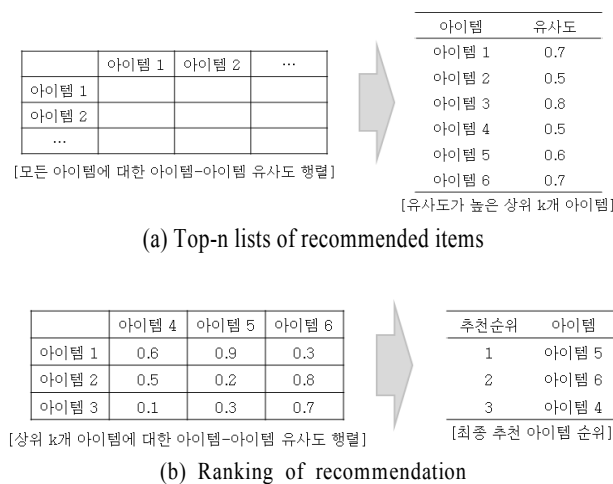 아이템 유사도
아이템 1 0.7
아이템 2 0.5
아이템 3 0.8
아이템 4 0.5
아이템 5 0.6
아이템 6 0.7
[유사도가 높은 상위 k개 아이템]
아이템 1 아이템 2 …
아이템 1
아이템 2
…
[모든 아이템에 대한 아이템-아이템 유사도 행렬]
(a) Top-n lists of recommended items
아이템 4 아이템 5 아이템 6
아이템 1 0.6 0.9 0.3
아이템 2 0.5 0.2 0.8
아이템 3 0.1 0.3 0.7
[상위 k개 아이템에 대한 아이템-아이템 유사도 행렬]
추천순위 아이템
1 아이템 5
2 아이템 6
3 아이템 4
[최종 추천 아이템 순위]
(b) Ranking of recommendation